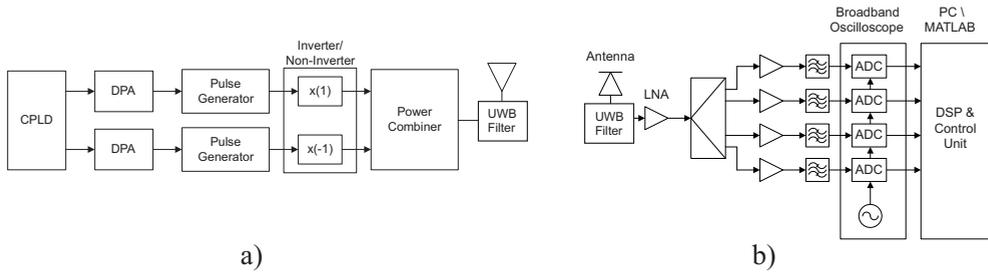 Inverter/
Non-Inverter
CPLD
DPA
Pulse
Generator
x(1)
DPA
Pulse
Generator
x(-1)
Power
Combiner
UWB
Filter
a)
Broadband
Oscilloscope
PC \
MATLAB
Antenna
UWB
Filter
LNA
ADC
ADC
ADC
ADC
DSP &
Control
Unit
b)